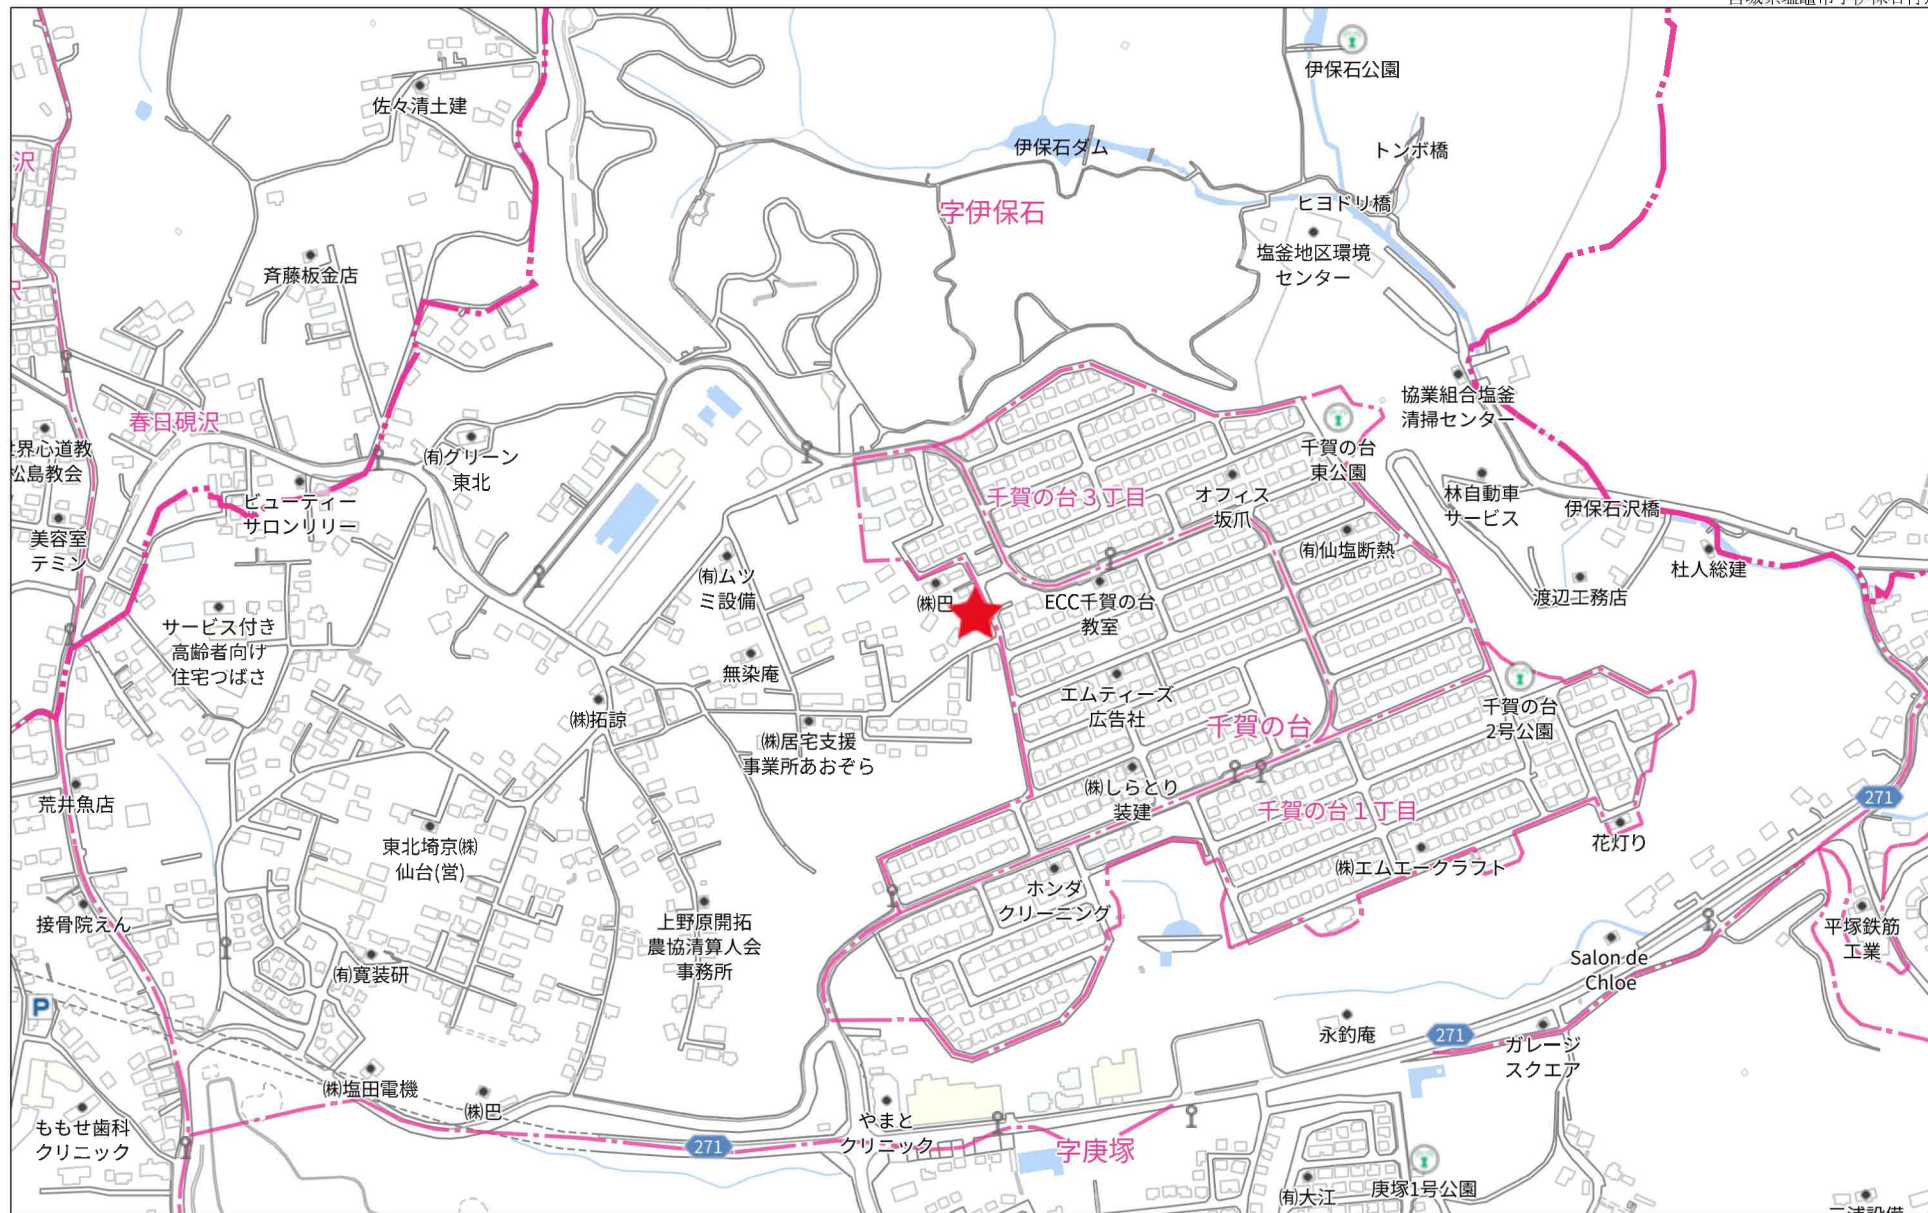 伊保石公園
佐々清土建
伊保石ダム
トンボ橋
沢
字伊保石
ヒヨドリ橋
塩釜地区環境
センター
斉藤板金店
沢
春日硯沢
協業組合塩釜
清掃センター
千賀の台
東公園
世界心道教
松島教会
㈲グリーン
東北
千賀の台3丁目
オフィス
坂爪
林自動車
サービス
伊保石沢橋
ビューティー
サロンリリー
美容室
テミン
㈲仙塩断熱
杜人総建
㈲ムツ
ミ設備
㈱巴
ECC千賀の台
教室
渡辺工務店
サービス付き
高齢者向け
住宅つばさ
無染庵
エムティーズ
広告社
千賀の台
千賀の台
2号公園
㈱拓諒
㈱居宅支援
事業所あおぞら
荒井魚店
㈱しらとり
装建
千賀の台1丁目
271
花灯り
東北埼京㈱
仙台(営)
㈱エムエークラフト
ホンダ
クリーニング
接骨院えん
上野原開拓
農協清算人会
事務所
平塚鉄筋
工業
㈲寛装研
Salon de
Chloe
P
永釣庵
271
ガレージ
スクエア
㈱塩田電機
㈱巴
ももせ歯科
クリニック
やまと
クリニック
271
字庚塚
㈲大江
庚塚1号公園